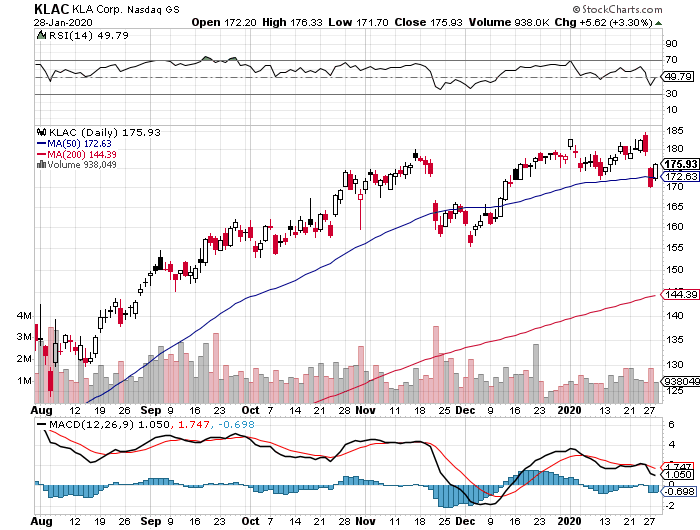 KLAC KLA Corp. Nasdaq GS © StockCharts.com
28-Jan-2020 Open 172.20 High 176.33 Low 171.70 Close 175.93 Volume 938.0K Chg +5.62 (+3.30%)
RSI(14) 49.79
90
70
49.79
30
10
KLAC (Daily) 175.93
MA(50) 172.63
MA(200) 144.39
Volume 938,049
185
180
175.93
172.63
170
165
160
155
150
144.39
140
135
130
125
4M
3M
2M
1M
938049
Aug 12 19 26 Sep 9 16 23 Oct 7 14 21 28 Nov 11 18 25 Dec 9 16 23 2020 13 21 27
MACD(12,26,9) 1.050, 1.747, -0.698
6
4
1.747
1.050
-0.698
-2
Aug 12 19 26 Sep 9 16 23 Oct 7 14 21 28 Nov 11 18 25 Dec 9 16 23 2020 13 21 27